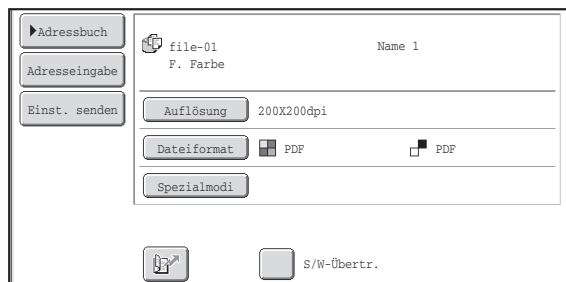 Adressbuch
Adresseingabe
Einst. senden
file-01 Name 1
F. Farbe
Auflösung 200X200dpi
Dateiformat PDF PDF
Spezialmodi
S/W-Übertr.